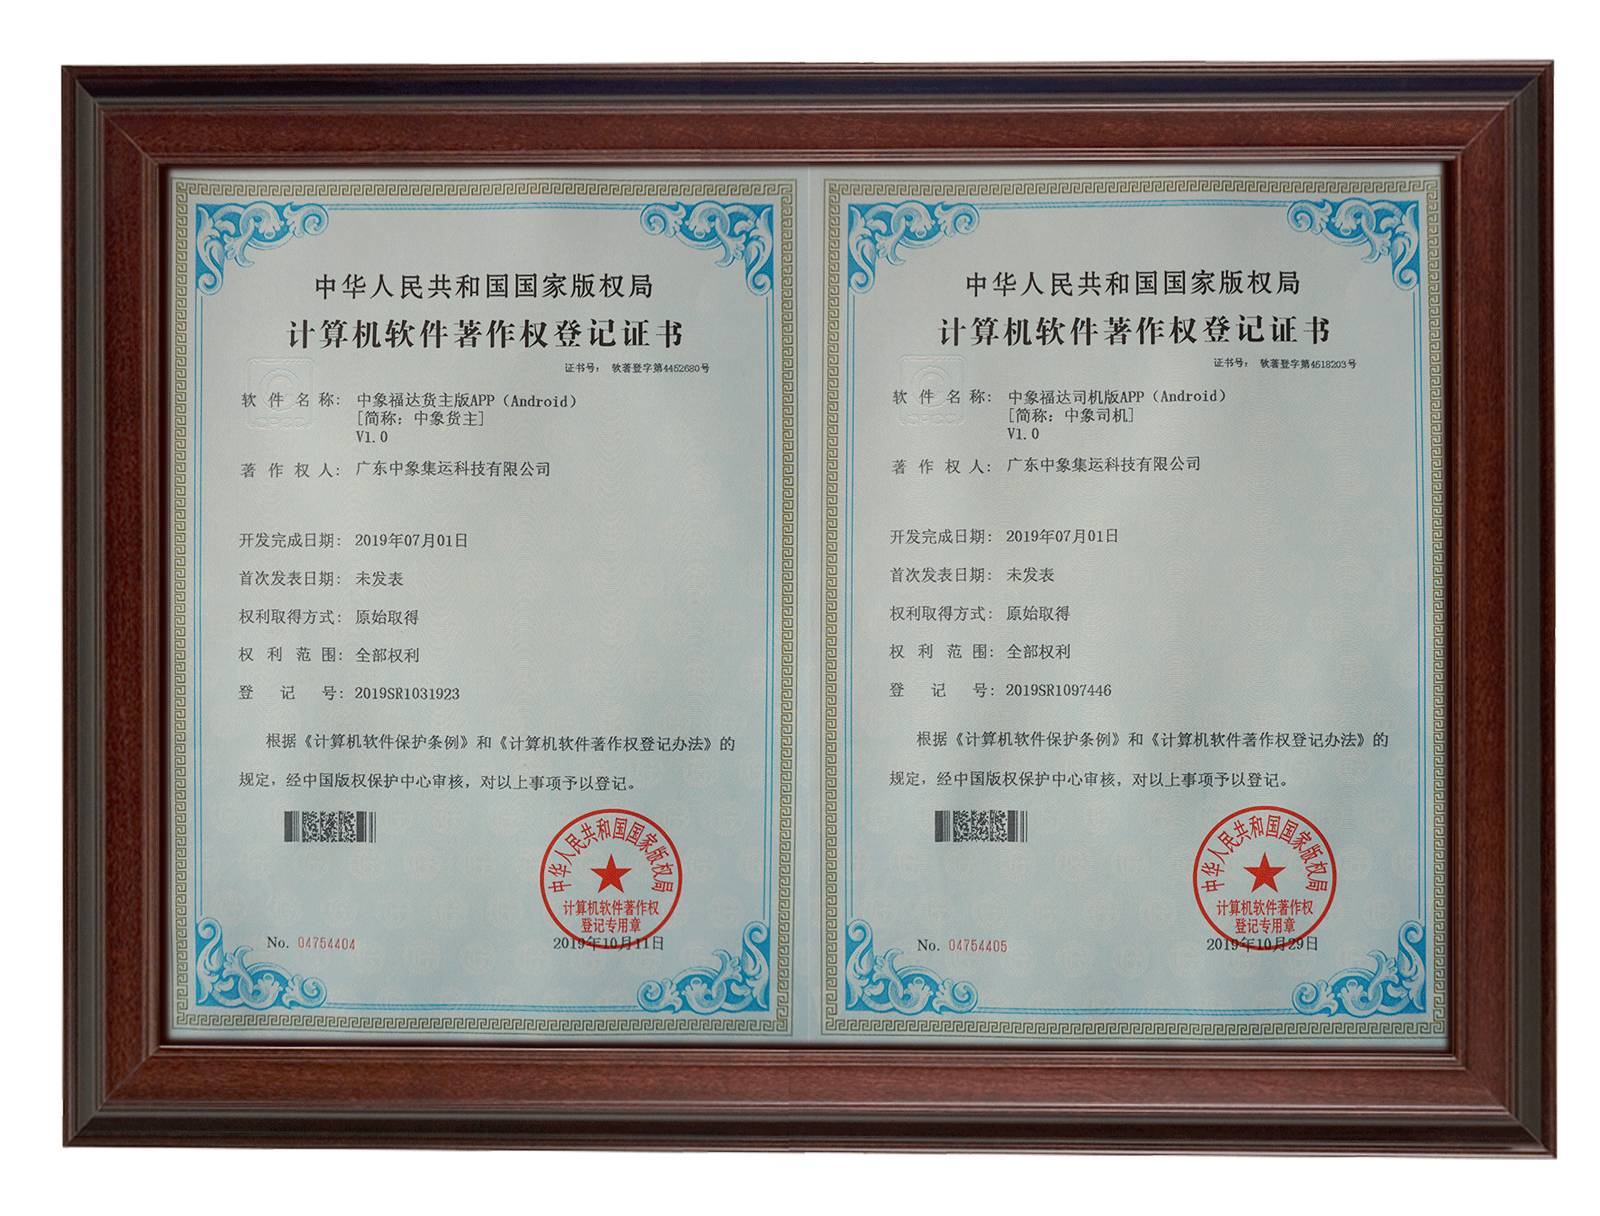 中华人民共和国国家版权局
计算机软件著作权登记证书
证书号： 软著登字第4452680号
软件名称： 中象福达货主版APP（Android）
[简称：中象货主]
V1.0
著作权人： 广东中象集运科技有限公司
开发完成日期： 2019年07月01日
首次发表日期： 未发表
权利取得方式： 原始取得
权利范围： 全部权利
登记号： 2019SR1031923
根据《计算机软件保护条例》和《计算机软件著作权登记办法》的
规定，经中国版权保护中心审核，对以上事项予以登记。
中华人民共和国国家版权局
计算机软件著作权
登记专用章
No. 04754404
2019年10月11日
中华人民共和国国家版权局
计算机软件著作权登记证书
证书号： 软著登字第4518203号
软件名称： 中象福达司机版APP（Android）
[简称：中象司机]
V1.0
著作权人： 广东中象集运科技有限公司
开发完成日期： 2019年07月01日
首次发表日期： 未发表
权利取得方式： 原始取得
权利范围： 全部权利
登记号： 2019SR1097446
根据《计算机软件保护条例》和《计算机软件著作权登记办法》的
规定，经中国版权保护中心审核，对以上事项予以登记。
中华人民共和国国家版权局
计算机软件著作权
登记专用章
No. 04754405
2019年10月29日